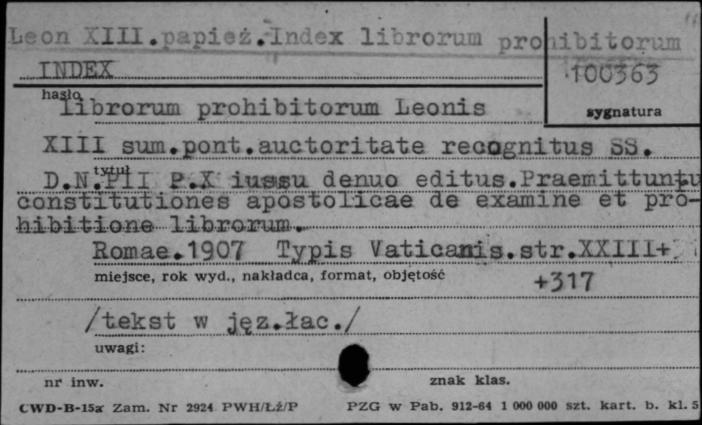 Leon XIII.papież.Index librorum prohibitorum
INDEX
100363
hasło
librorum prohibitorum Leonis
sygnatura
XIII sum.pont.auctoritate recognitus SS.
tytuł
D.N.PII P.X iussu denuo editus.Praemittuntu
constitutiones apostolicae de examine et pro-
hibitione librorum.
Romae.1907 Typis Vaticanis.str.XXIII+
miejsce, rok wyd., nakładca, format, objętość
+317
/tekst w jęz.łac./
uwagi:
nr inw.
znak klas.
CWD-B-15a Zam. Nr 2924 PWH/Łż/P PZG w Pab. 912-64 1 000 000 szt. kart. b. kl. 5